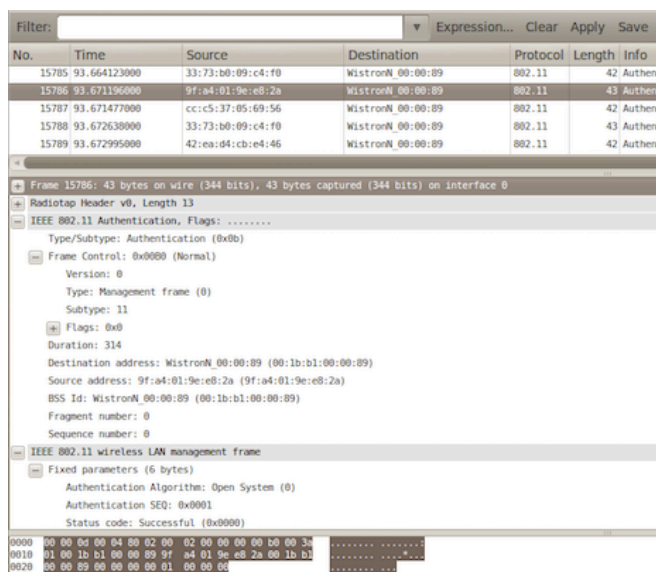 Filter: Expression... Clear Apply Save
No. Time Source Destination Protocol Length Info
15785 93.664123000 33:73:b0:09:c4:f0 WistronN_00:00:89 802.11 42 Authen
15786 93.671196000 9f:a4:01:9e:e8:2a WistronN_00:00:89 802.11 43 Authen
15787 93.671477000 cc:c5:37:05:69:56 WistronN_00:00:89 802.11 42 Authen
15788 93.672638000 33:73:b0:09:c4:f0 WistronN_00:00:89 802.11 43 Authen
15789 93.672995000 42:ea:d4:cb:e4:46 WistronN_00:00:89 802.11 42 Authen
Frame 15786: 43 bytes on wire (344 bits), 43 bytes captured (344 bits) on interface 0
Radiotap Header v0, Length 13
IEEE 802.11 Authentication, Flags: ........
Type/Subtype: Authentication (0x0b)
Frame Control: 0x00B0 (Normal)
Version: 0
Type: Management frame (0)
Subtype: 11
Flags: 0x0
Duration: 314
Destination address: WistronN_00:00:89 (00:1b:b1:00:00:89)
Source address: 9f:a4:01:9e:e8:2a (9f:a4:01:9e:e8:2a)
BSS Id: WistronN_00:00:89 (00:1b:b1:00:00:89)
Fragment number: 0
Sequence number: 0
IEEE 802.11 wireless LAN management frame
Fixed parameters (6 bytes)
Authentication Algorithm: Open System (0)
Authentication SEQ: 0x0001
Status code: Successful (0x0000)
0000 00 00 0d 00 04 80 02 00 02 00 00 00 00 b0 00 3a ........ .......:
0010 01 00 1b b1 00 00 89 9f a4 01 9e e8 2a 00 1b b1 ........ ....*...
0020 00 00 89 00 00 00 00 01 00 00 00 ........ ...